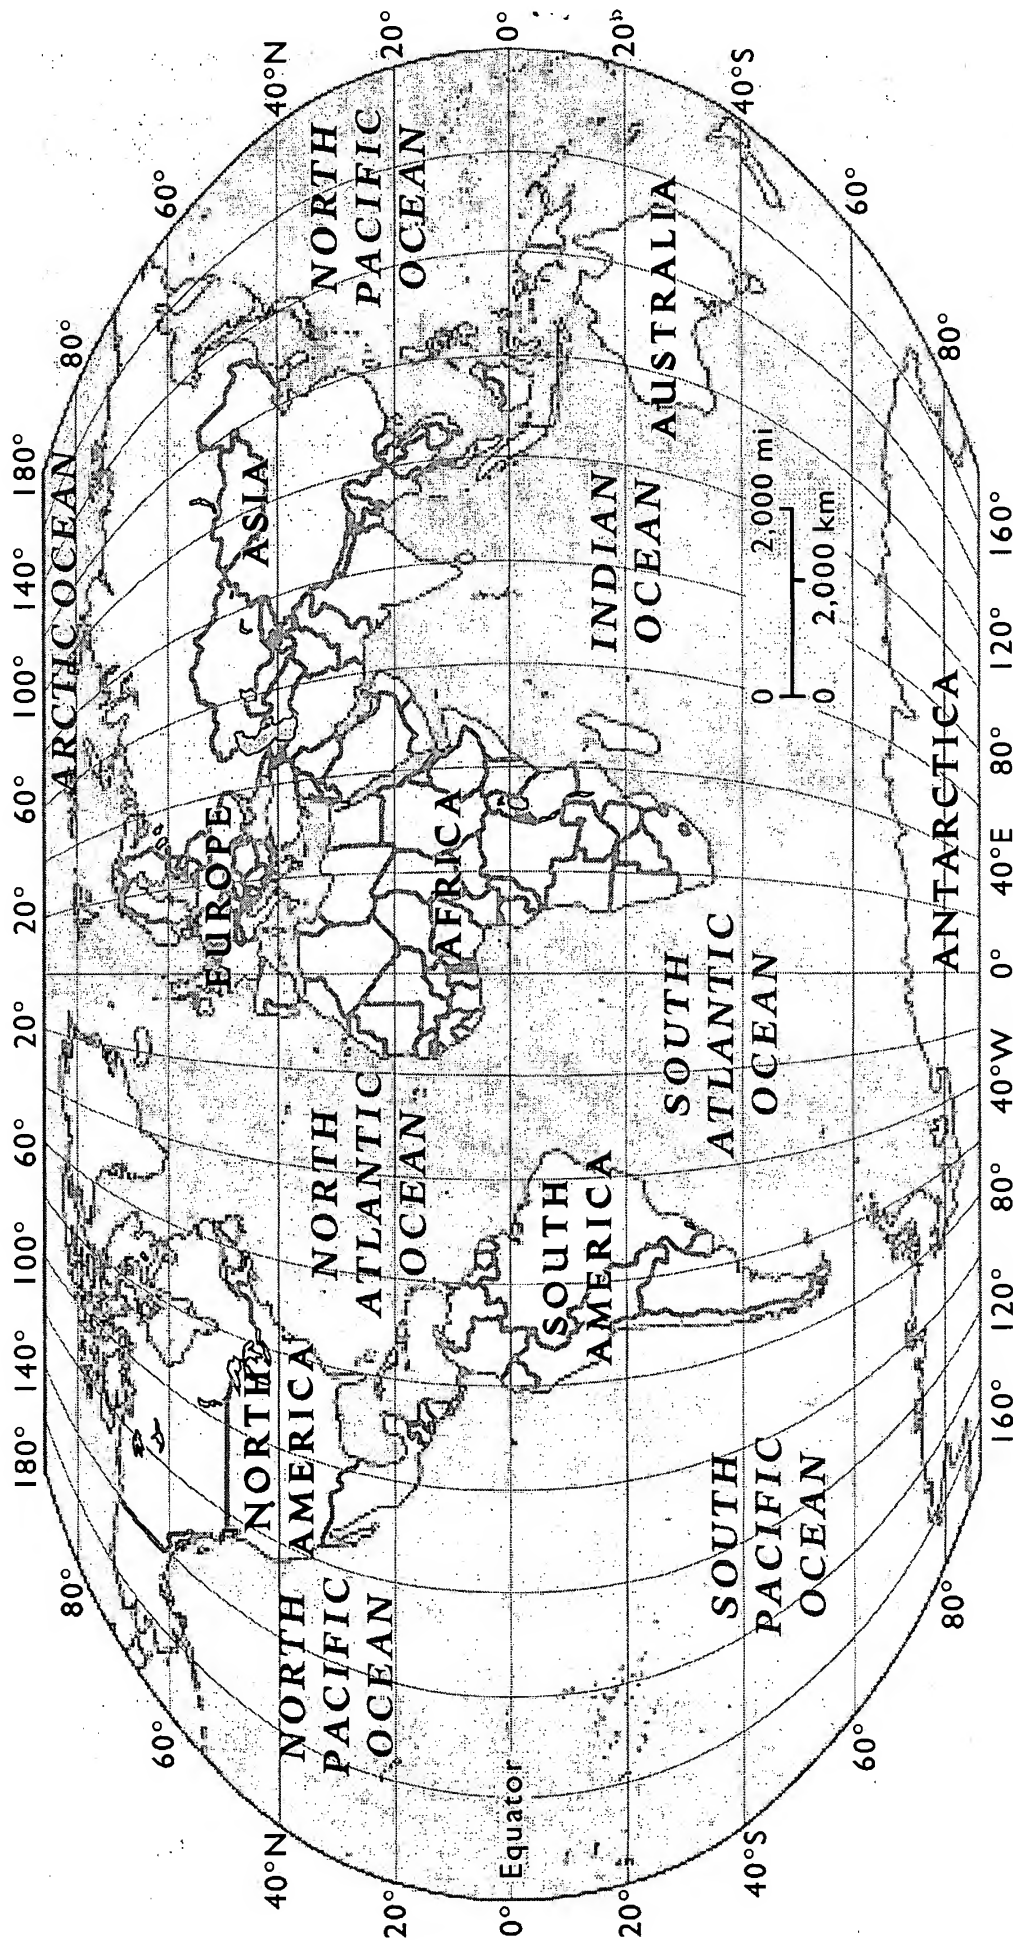 180° 140° 100° 60° 20° 20° 60° 100° 140° 180°
ARCTIC OCEAN
80° 80°
60° 60°
40°N 40°N
20° 20°
0° Equator 0°
20° 20°
40°S 40°S
60° 60°
80° 80°
NORTH
AMERICA
EUROPE
ASIA
NORTH
PACIFIC
OCEAN
NORTH
ATLANTIC
OCEAN
AFRICA
NORTH
PACIFIC
OCEAN
SOUTH
AMERICA
INDIAN
OCEAN
AUSTRALIA
SOUTH
PACIFIC
OCEAN
SOUTH
ATLANTIC
OCEAN
0 2,000 mi
0 2,000 km
ANTARCTICA
160° 120° 80° 40°W 0° 40°E 80° 120° 160°